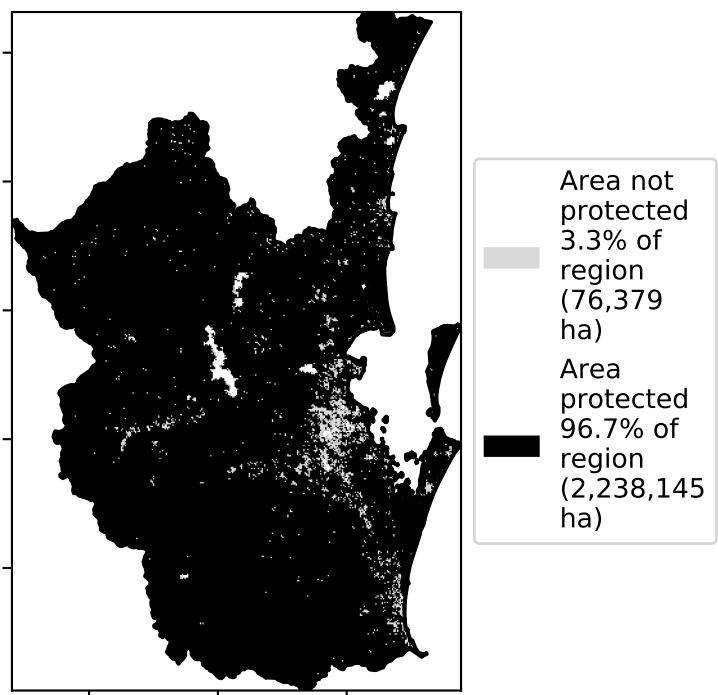 Area not
protected
3.3% of
region
(76,379
ha)
Area
protected
96.7% of
region
(2,238,145
ha)